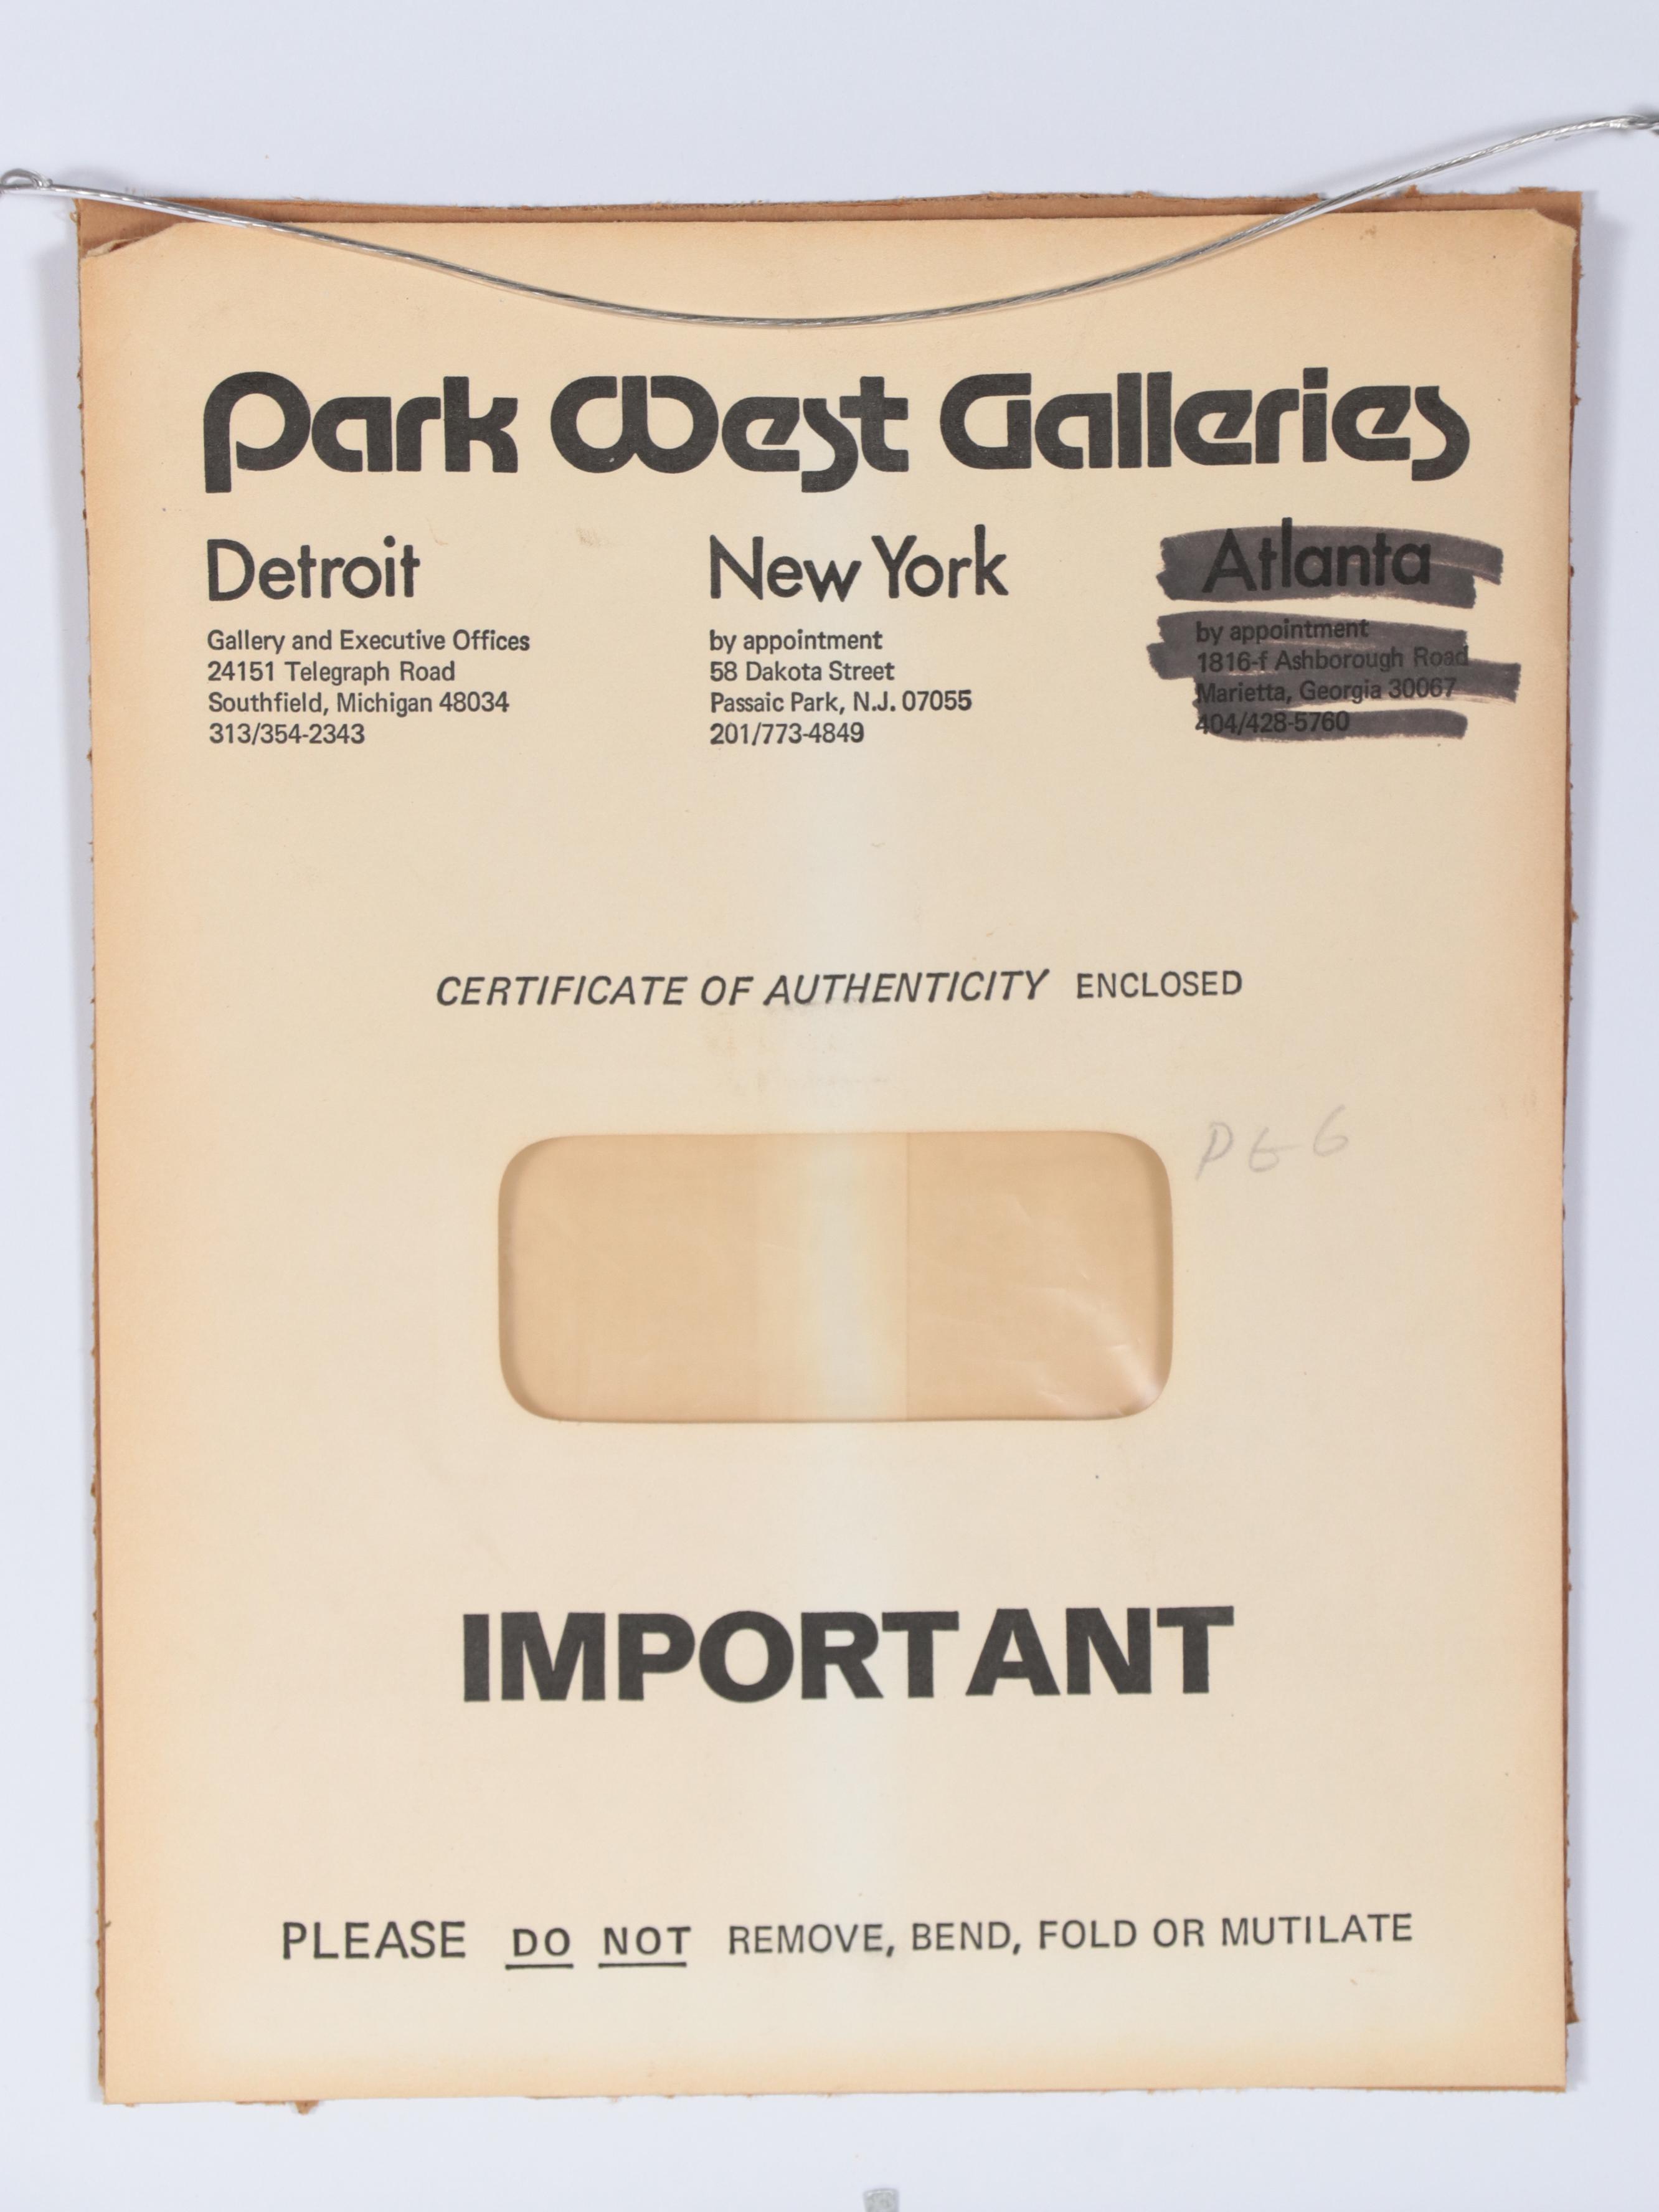 Park West Galleries
Detroit
Gallery and Executive Offices
24151 Telegraph Road
Southfield, Michigan 48034
313/354-2343
New York
by appointment
58 Dakota Street
Passaic Park, N.J. 07055
201/773-4849
Atlanta
by appointment
1816-f Ashborough Road
Marietta, Georgia 30067
404/428-5760
CERTIFICATE OF AUTHENTICITY ENCLOSED
IMPORTANT
PLEASE DO NOT REMOVE, BEND, FOLD OR MUTILATE